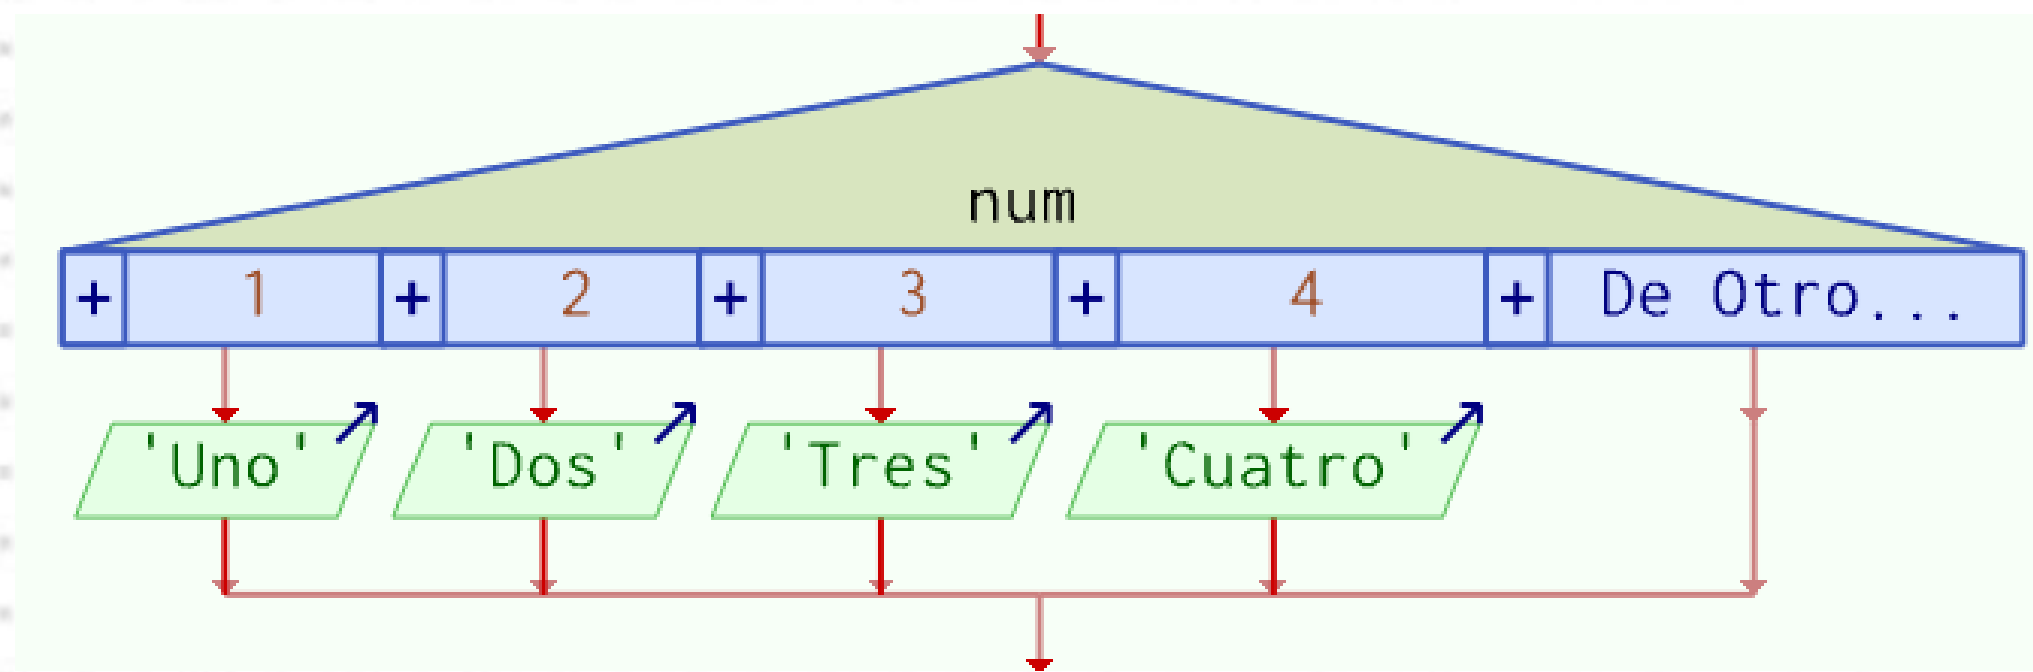 num
+ 1 + 2 + 3 + 4 + De Otro...
'Uno' 'Dos' 'Tres' 'Cuatro'